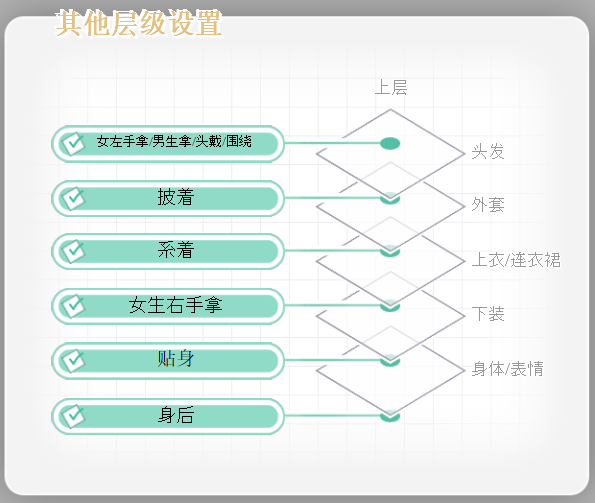 其他层级设置
上层
女左手拿/男生拿/头戴/围绕
头发
披着
外套
系着
上衣/连衣裙
女生右手拿
下装
贴身
身体/表情
身后